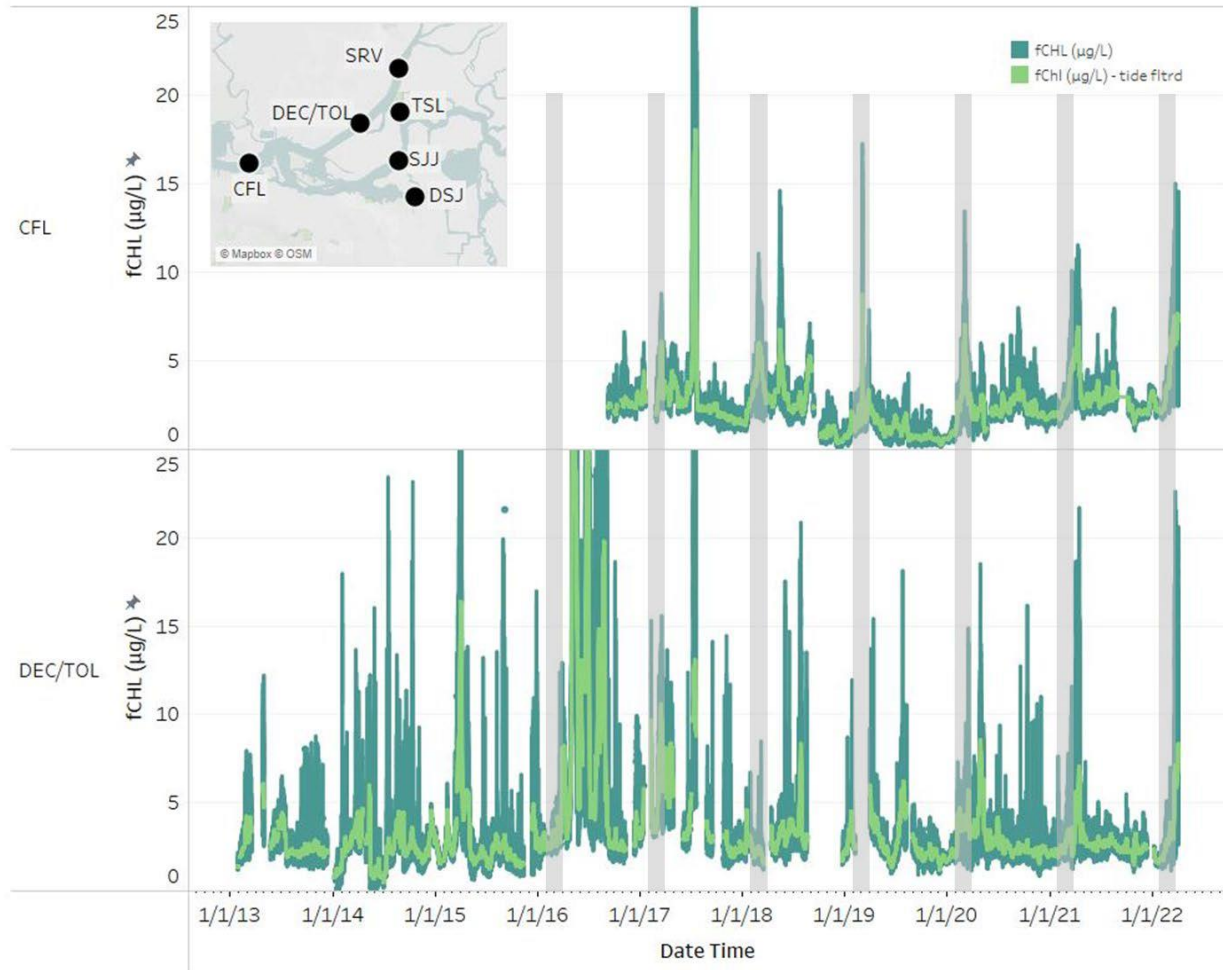 25
fCHL (µg/L)
fChl (µg/L) - tide fltrd
SRV
DEC/TOL
TSL
SJJ
CFL
DSJ
© Mapbox © OSM
20
15
CFL
fCHL (µg/L)
10
5
0
25
20
15
DEC/TOL
fCHL (µg/L)
10
5
0
1/1/13 1/1/14 1/1/15 1/1/16 1/1/17 1/1/18 1/1/19 1/1/20 1/1/21 1/1/22
Date Time